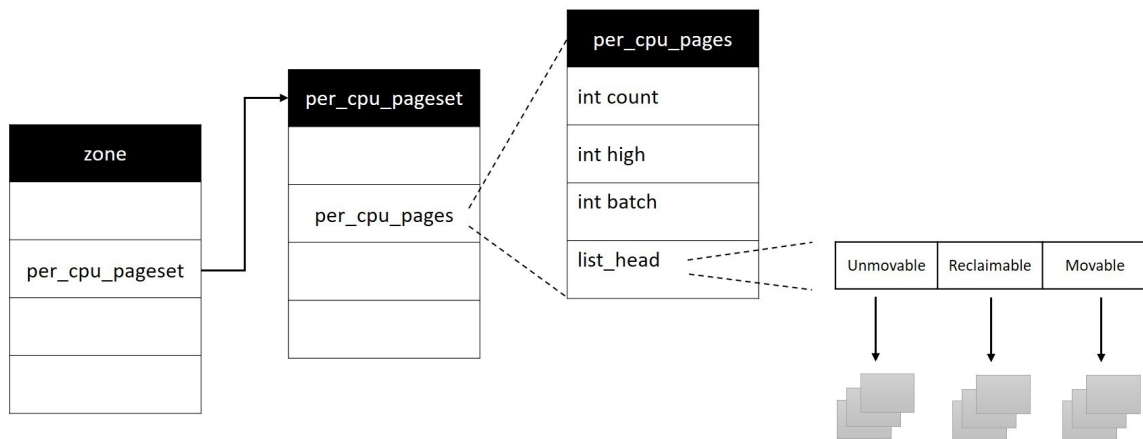 zone
per_cpu_pageset
per_cpu_pageset
per_cpu_pages
per_cpu_pages
int count
int high
int batch
list_head
Unmovable
Reclaimable
Movable